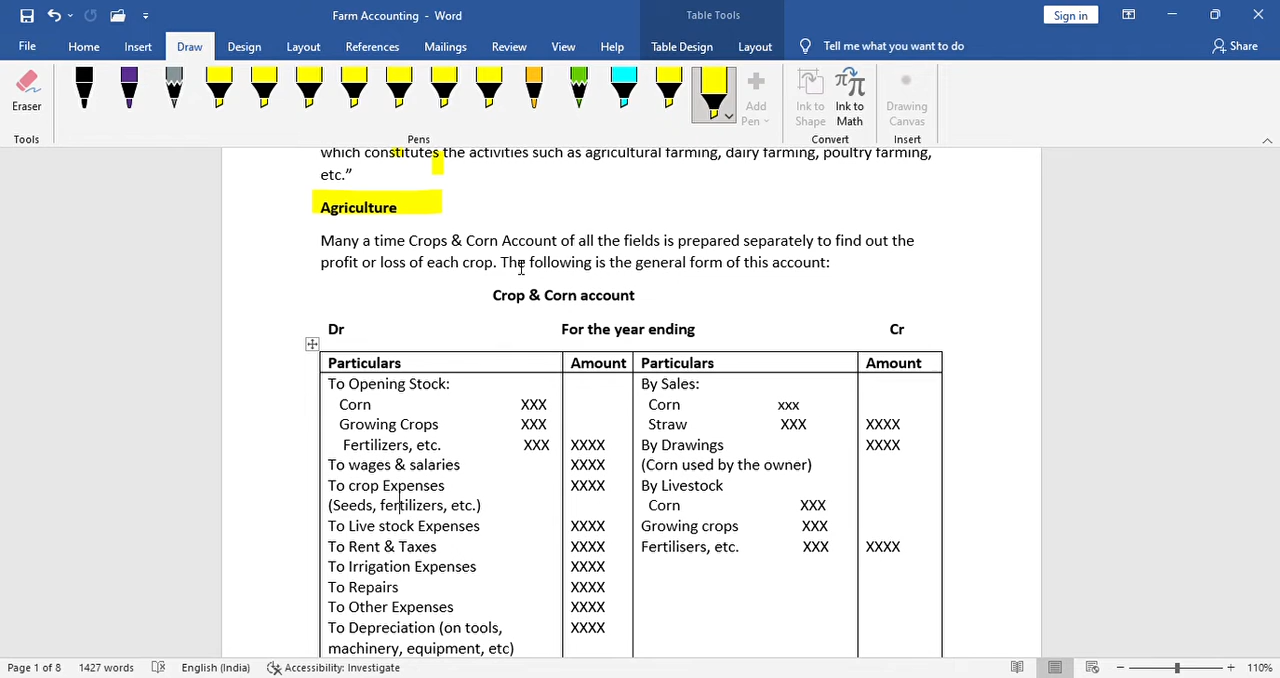 Farm Accounting - Word
Table Tools
Sign in
File Home Insert Draw Design Layout References Mailings Review View Help Table Design Layout Tell me what you want to do Share
Eraser
Add Pen
Ink to Shape
Ink to Math
Drawing Canvas
Tools Pens Convert Insert
which constitutes the activities such as agricultural farming, dairy farming, poultry farming,
etc.”
Agriculture
Many a time Crops & Corn Account of all the fields is prepared separately to find out the
profit or loss of each crop. The following is the general form of this account:
Crop & Corn account
Dr For the year ending Cr
Particulars Amount Particulars Amount
To Opening Stock: By Sales:
Corn XXX Corn xxx
Growing Crops XXX Straw XXX XXXX
Fertilizers, etc. XXX XXXX By Drawings XXXX
To wages & salaries XXXX (Corn used by the owner)
To crop Expenses XXXX By Livestock
(Seeds, fertilizers, etc.) Corn XXX
To Live stock Expenses XXXX Growing crops XXX
To Rent & Taxes XXXX Fertilisers, etc. XXX XXXX
To Irrigation Expenses XXXX
To Repairs XXXX
To Other Expenses XXXX
To Depreciation (on tools, XXXX
machinery, equipment, etc)
Page 1 of 8 1427 words English (India) Accessibility: Investigate 110%